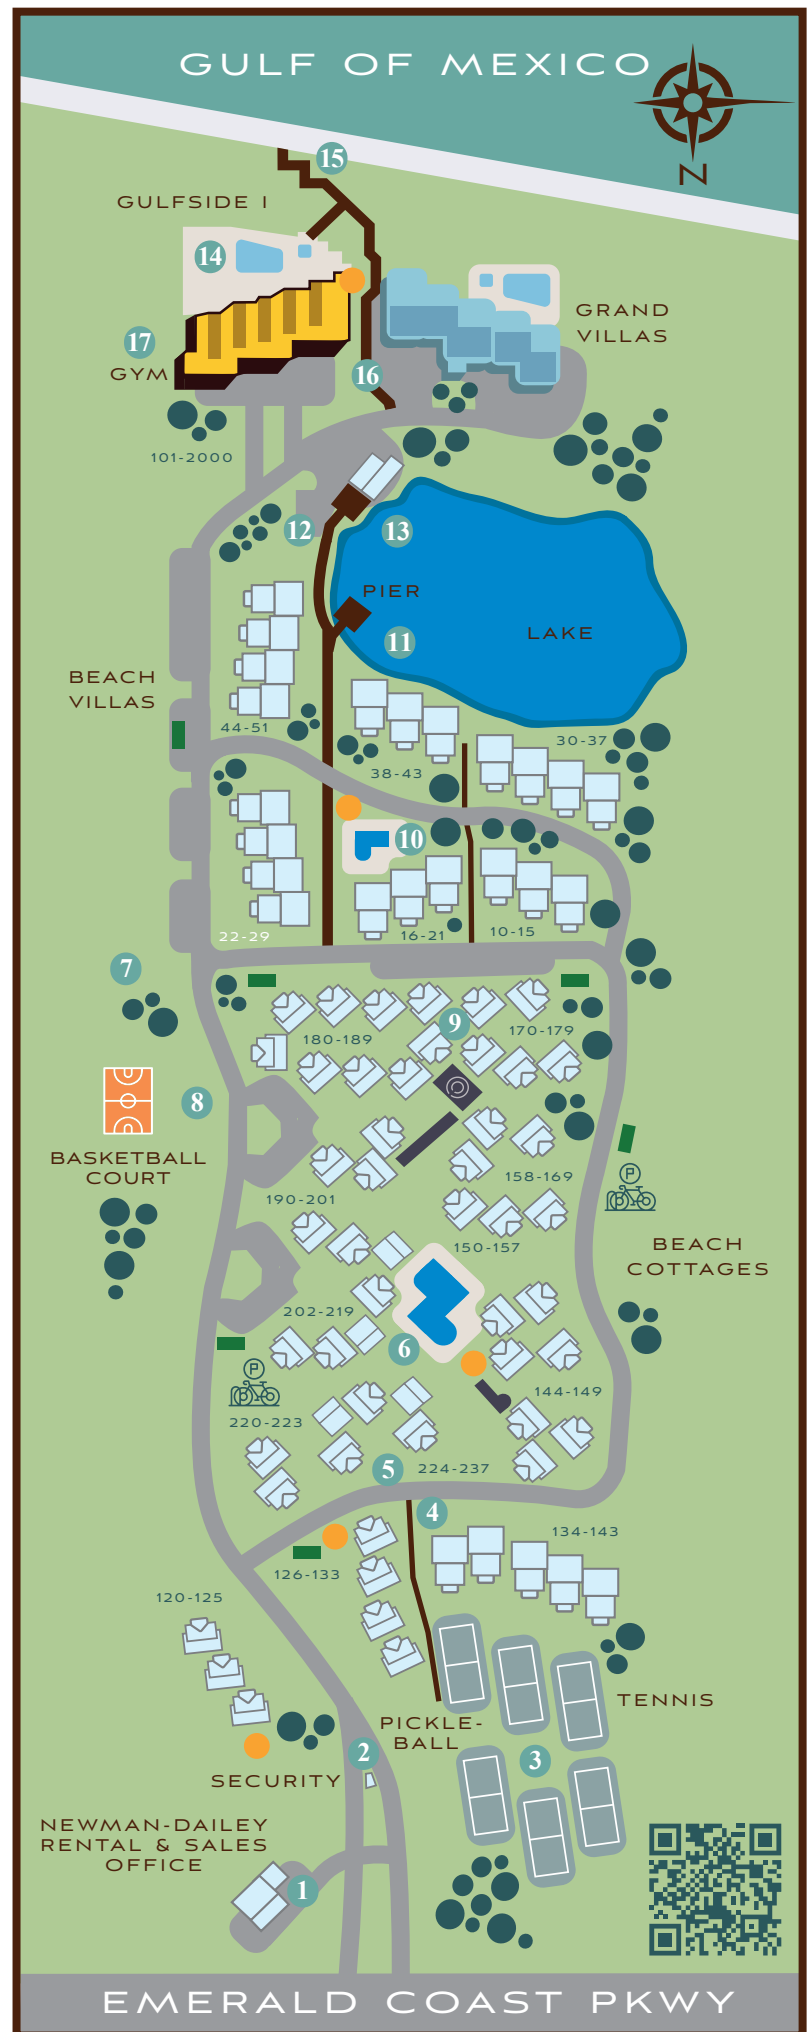 GULF OF MEXICO
N
15
GULFSIDE I
14
GRAND
VILLAS
17
GYM
16
101-2000
12
13
PIER
11
LAKE
BEACH
VILLAS
44-51
30-37
38-43
10
22-29
16-21
10-15
7
9
180-189
170-179
8
BASKETBALL
COURT
P
158-169
190-201
150-157
BEACH
COTTAGES
202-219
6
P
144-149
220-223
5
224-237
4
134-143
126-133
120-125
TENNIS
PICKLE-
BALL
2
3
SECURITY
NEWMAN-DAILEY
RENTAL & SALES
OFFICE
1
EMERALD COAST PKWY